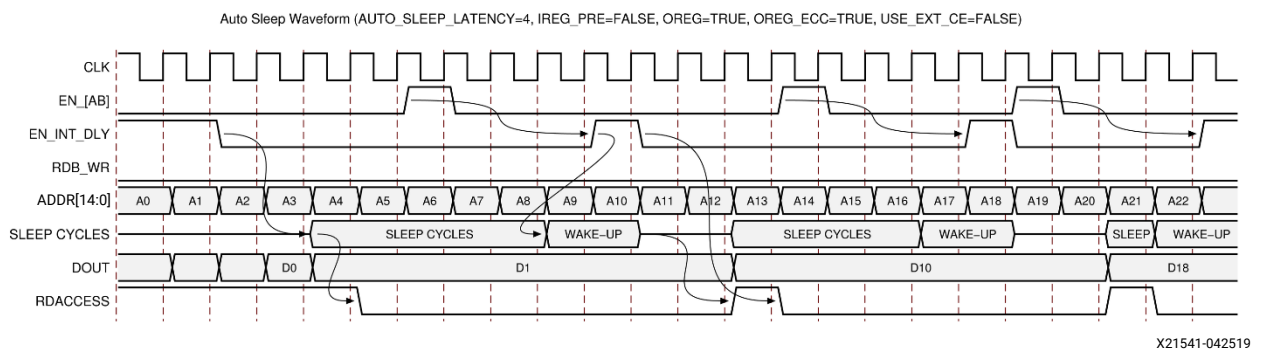 Auto Sleep Waveform (AUTO_SLEEP_LATENCY=4, IREG_PRE=FALSE, OREG=TRUE, OREG_ECC=TRUE, USE_EXT_CE=FALSE)
CLK
EN_[AB]
EN_INT_DLY
RDB_WR
ADDR[14:0] A0 A1 A2 A3 A4 A5 A6 A7 A8 A9 A10 A11 A12 A13 A14 A15 A16 A17 A18 A19 A20 A21 A22
SLEEP CYCLES SLEEP CYCLES WAKE-UP SLEEP CYCLES WAKE-UP SLEEP WAKE-UP
DOUT D0 D1 D10 D18
RDACCESS
X21541-042519